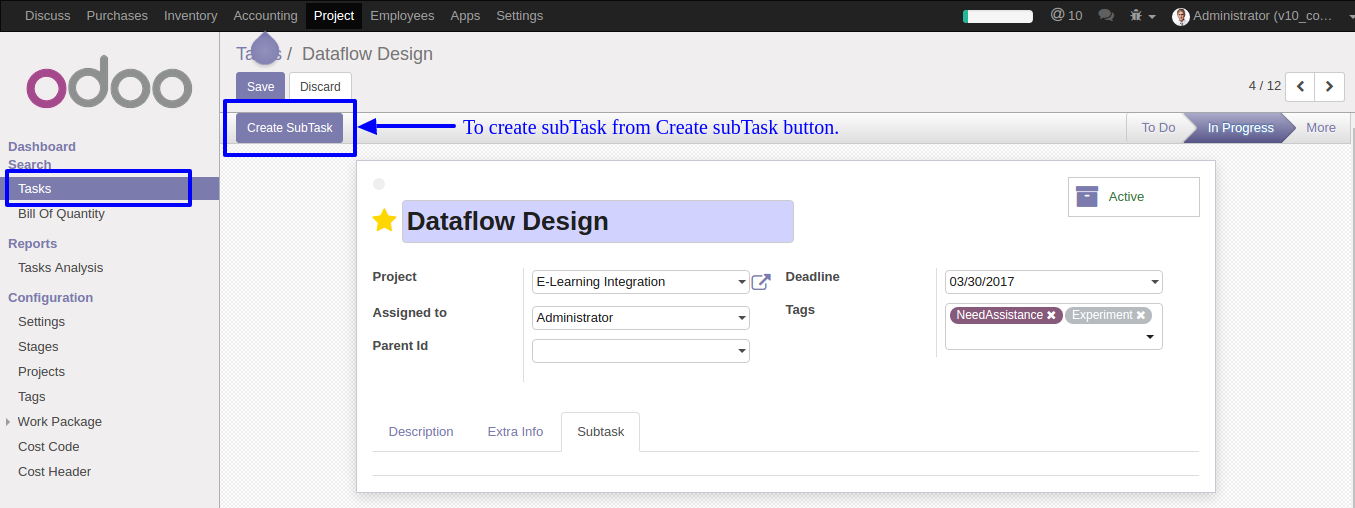 Discuss Purchases Inventory Accounting Project Employees Apps Settings @ 10 Administrator (v10_co...
odoo
/ Dataflow Design
Save Discard 4 / 12
Create SubTask To create subTask from Create subTask button. To Do In Progress More
Dashboard
Search
Tasks
Bill Of Quantity
Reports
Tasks Analysis
Configuration
Settings
Stages
Projects
Tags
Work Package
Cost Code
Cost Header
Active
Dataflow Design
Project E-Learning Integration Deadline 03/30/2017
Assigned to Administrator Tags NeedAssistance ✖ Experiment ✖
Parent Id
Description Extra Info Subtask